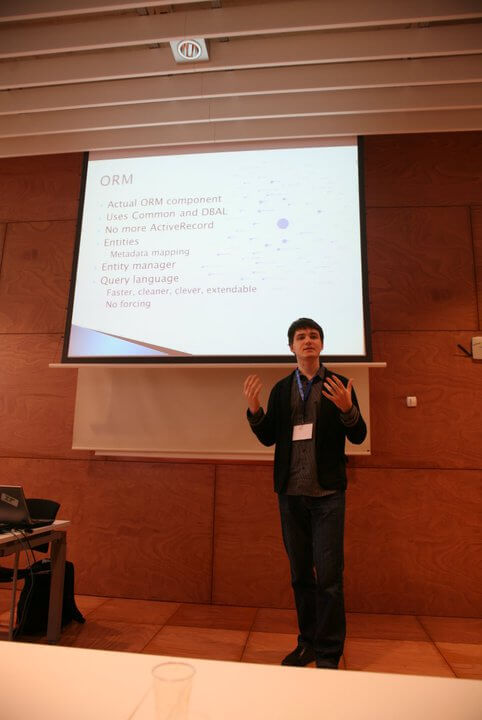 ORM
Actual ORM component
Uses Common and DBAL
No more ActiveRecord
Entities
Metadata mapping
Entity manager
Query language
Faster, cleaner, clever, extendable
No forcing